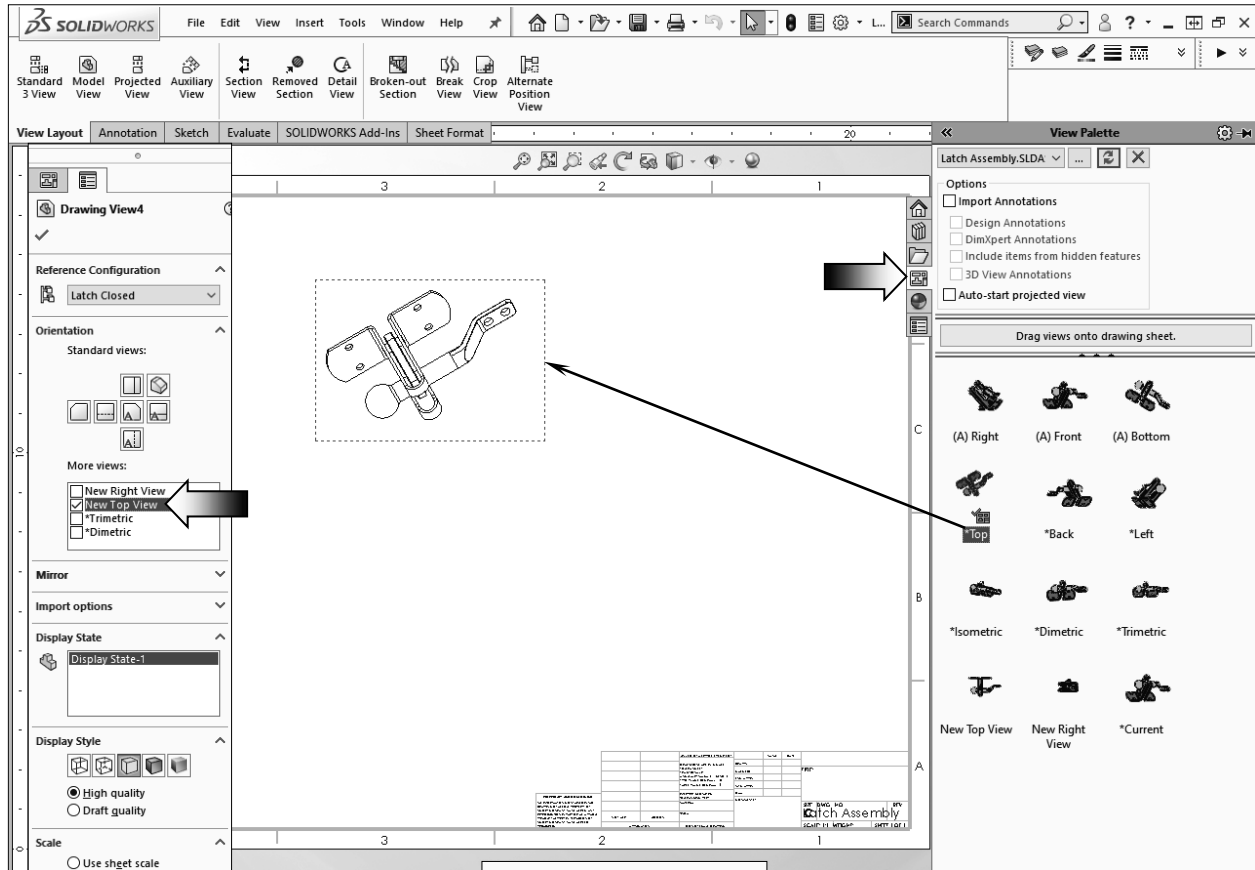 SOLIDWORKS File Edit View Insert Tools Window Help L... Search Commands ?
Standard 3 View
Model View
Projected View
Auxiliary View
Section View
Removed Section
Detail View
Broken-out Section
Break View
Crop View
Alternate Position View
View Layout Annotation Sketch Evaluate SOLIDWORKS Add-Ins Sheet Format
20
3 2 1
Drawing View4
Reference Configuration
Latch Closed
Orientation
Standard views:
More views:
New Right View
New Top View
*Trimetric
*Dimetric
Mirror
Import options
Display State
Display State-1
Display Style
High quality
Draft quality
Scale
Use sheet scale
10
0
C
B
A
Latch Assembly
3 2 1
View Palette
Latch Assembly.SLDA ...
Options
Import Annotations
Design Annotations
DimXpert Annotations
Include items from hidden features
3D View Annotations
Auto-start projected view
Drag views onto drawing sheet.
(A) Right (A) Front (A) Bottom
*Top *Back *Left
*Isometric *Dimetric *Trimetric
New Top View New Right View *Current